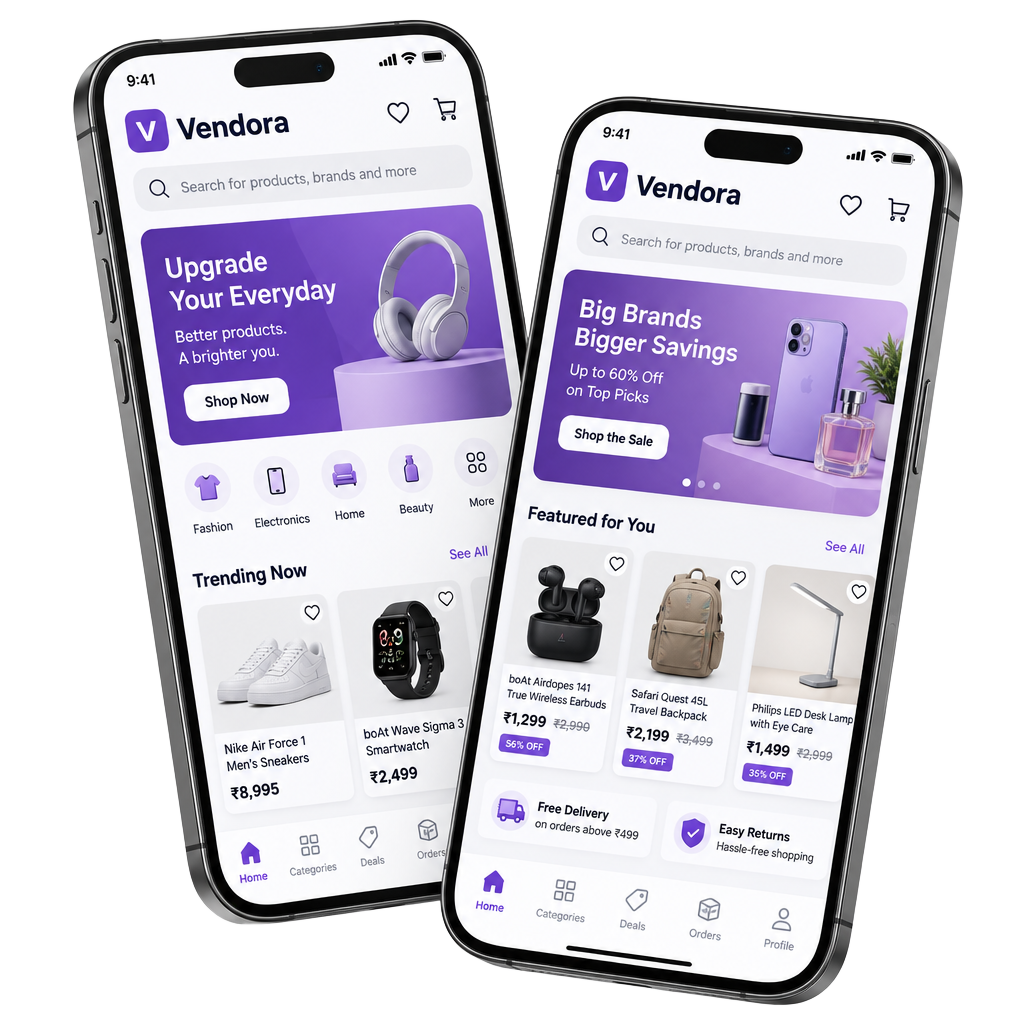 9:41
V Vendora
Search for products, brands and more
Upgrade
Your Everyday
Better products.
A brighter you.
Shop Now
Fashion
Electronics
Home
Beauty
More
Trending Now
See All
Nike Air Force 1
Men's Sneakers
₹8,995
boAt Wave Sigma 3
Smartwatch
₹2,499
Home
Categories
Deals
Orders
9:41
V Vendora
Search for products, brands and more
Big Brands
Bigger Savings
Up to 60% Off
on Top Picks
Shop the Sale
Featured for You
See All
boAt Airdopes 141
True Wireless Earbuds
₹1,299 ₹2,990
56% OFF
Safari Quest 45L
Travel Backpack
₹2,199 ₹3,499
37% OFF
Philips LED Desk Lamp
with Eye Care
₹1,499 ₹2,999
35% OFF
Free Delivery
on orders above ₹499
Easy Returns
Hassle-free shopping
Home
Categories
Deals
Orders
Profile